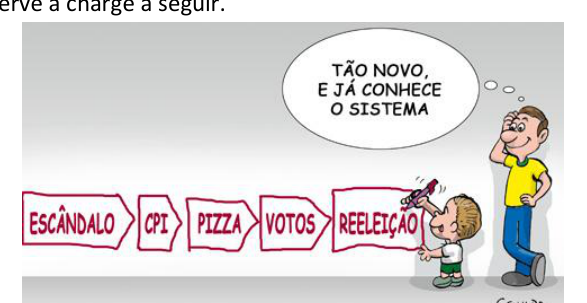 erve a charge a seguir.
TÃO NOVO,
E JÁ CONHECE
O SISTEMA
ESCÂNDALO CPI PIZZA VOTOS REELEIÇÃO